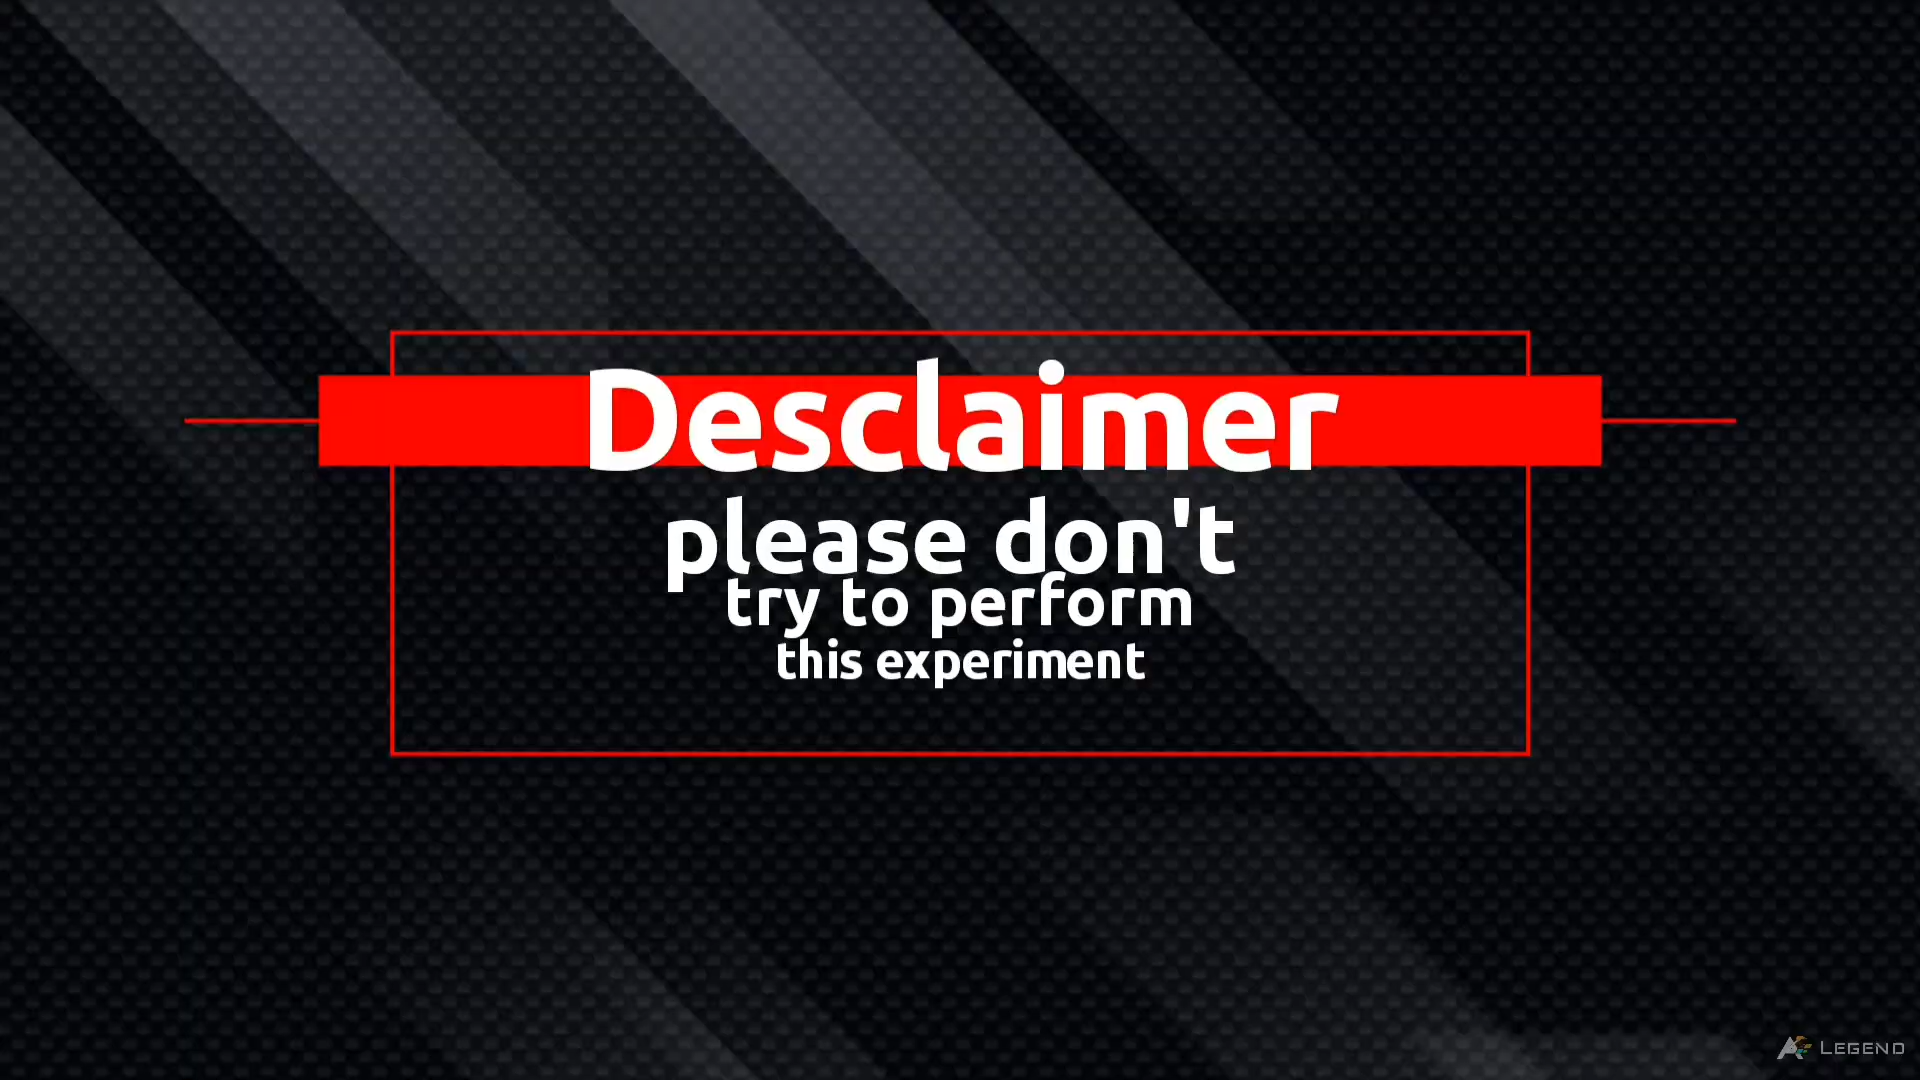 Desclaimer
please don't
try to perform
this experiment
LEGEND